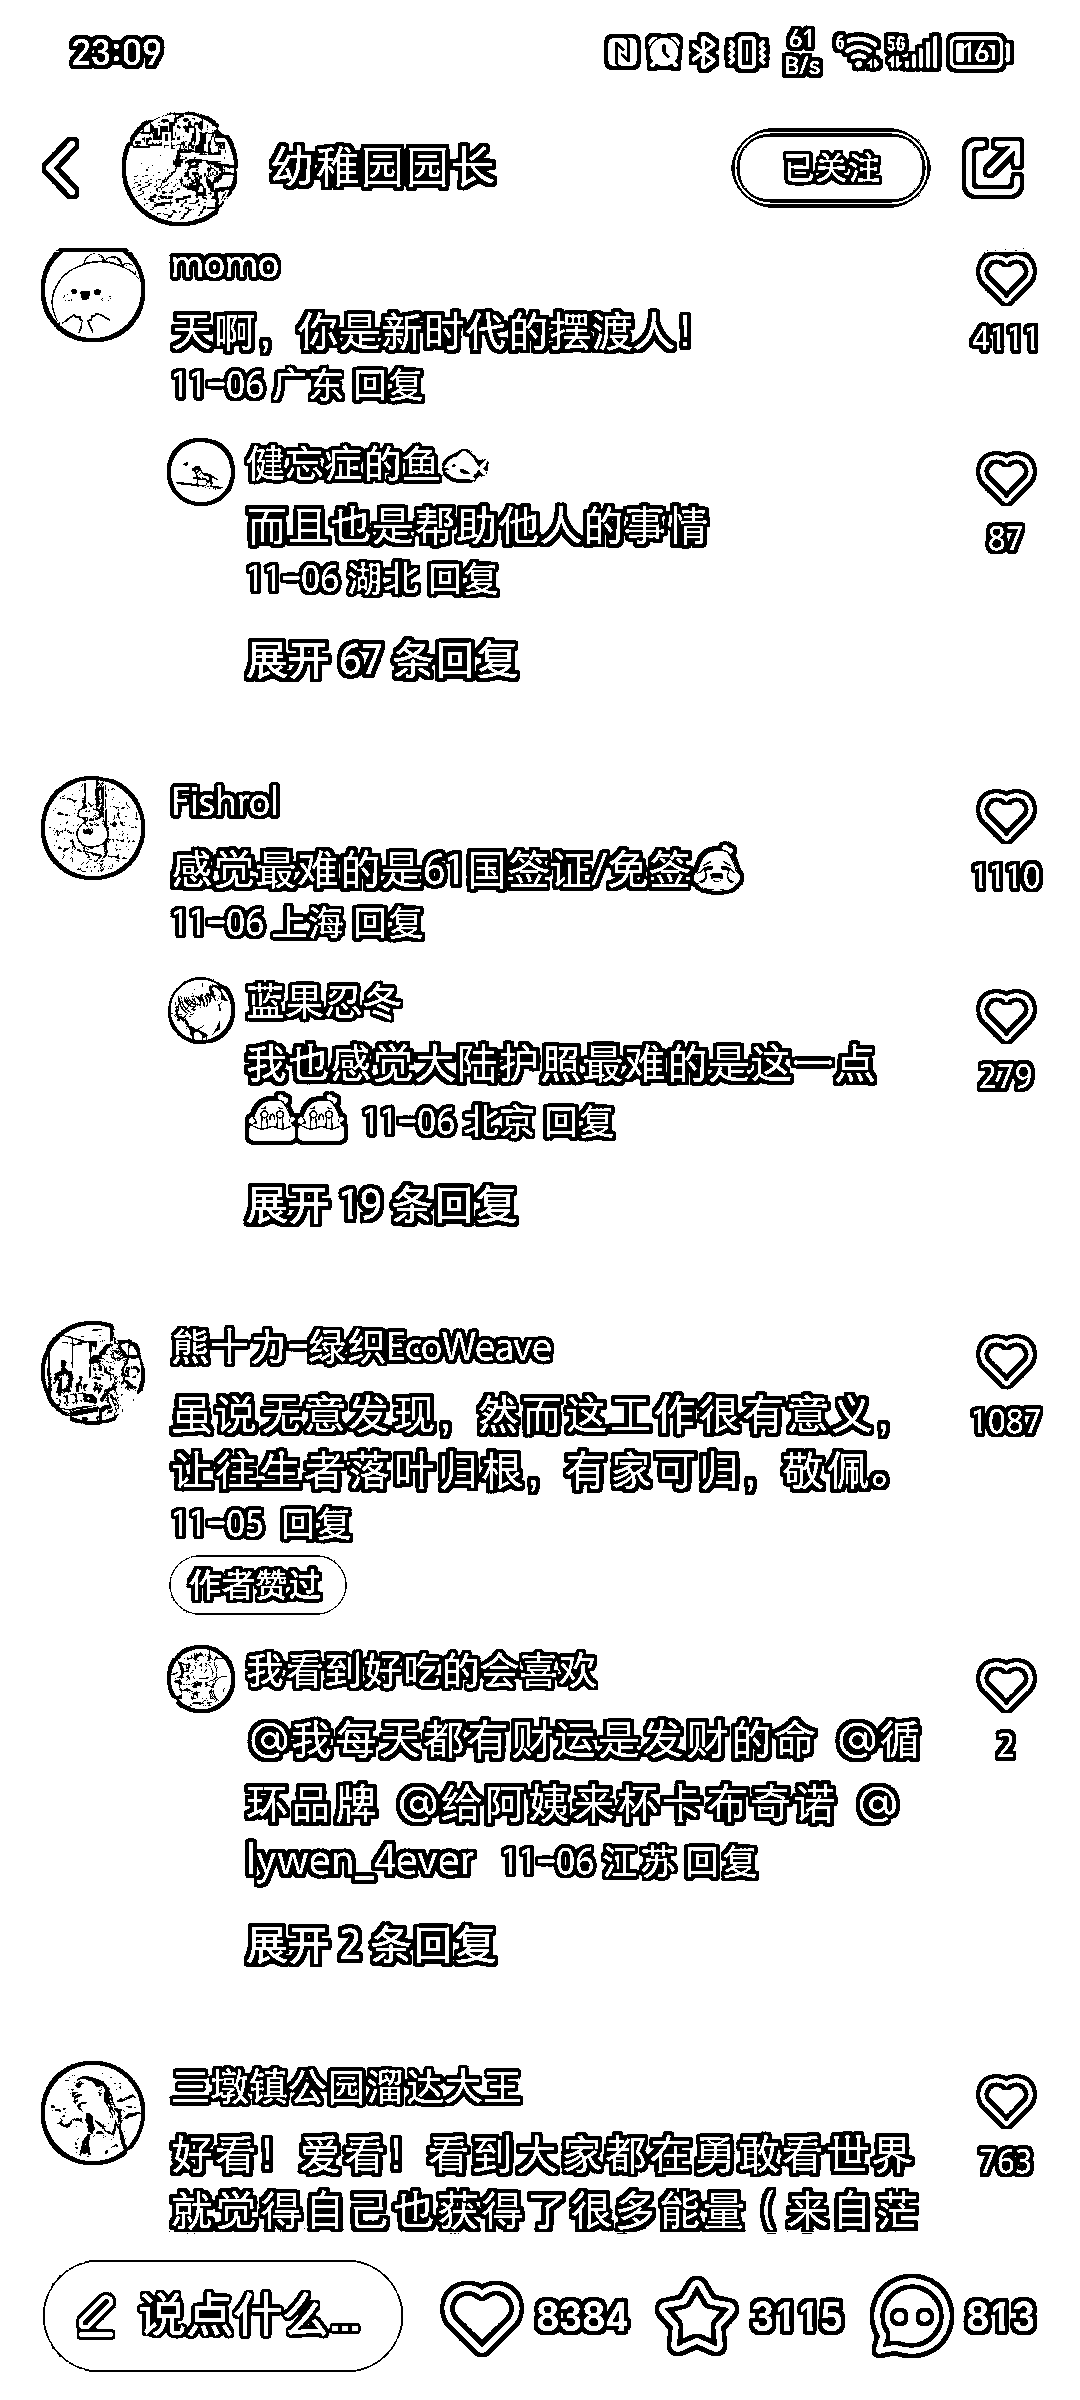 23:09
61 B/s 6 5G 161
幼稚园园长 已关注
momo
天啊，你是新时代的摆渡人！ 4111
11-06 广东 回复
健忘症的鱼
而且也是帮助他人的事情 87
11-06 湖北 回复
展开 67 条回复
Fishrol
感觉最难的是61国签证/免签 1110
11-06 上海 回复
蓝果忍冬
我也感觉大陆护照最难的是这一点 279
11-06 北京 回复
展开 19 条回复
熊十力-绿织EcoWeave
虽说无意发现，然而这工作很有意义， 1087
让往生者落叶归根，有家可归，敬佩。
11-05 回复
作者赞过
我看到好吃的会喜欢
@我每天都有财运是发财的命 @循 2
环品牌 @给阿姨来杯卡布奇诺 @
lywen_4ever 11-06 江苏 回复
展开 2 条回复
三墩镇公园溜达大王
好看！爱看！看到大家都在勇敢看世界 763
就觉得自己也获得了很多能量（来自茫
说点什么... 8384 3115 813